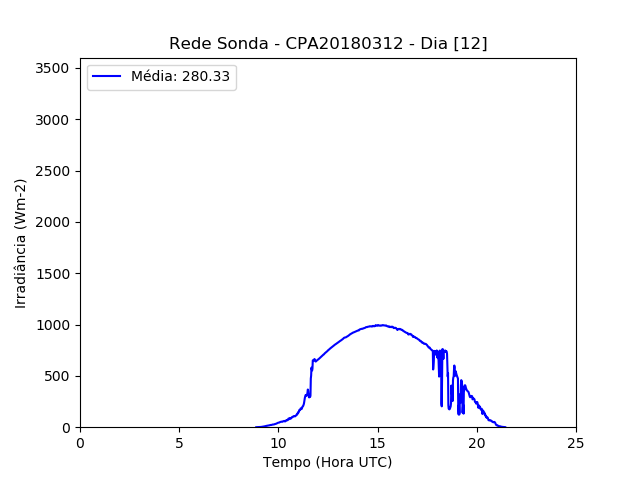 Rede Sonda - CPA20180312 - Dia [12]
Média: 280.33
3500
3000
2500
2000
1500
1000
500
0
Irradiância (Wm-2)
0 5 10 15 20 25
Tempo (Hora UTC)